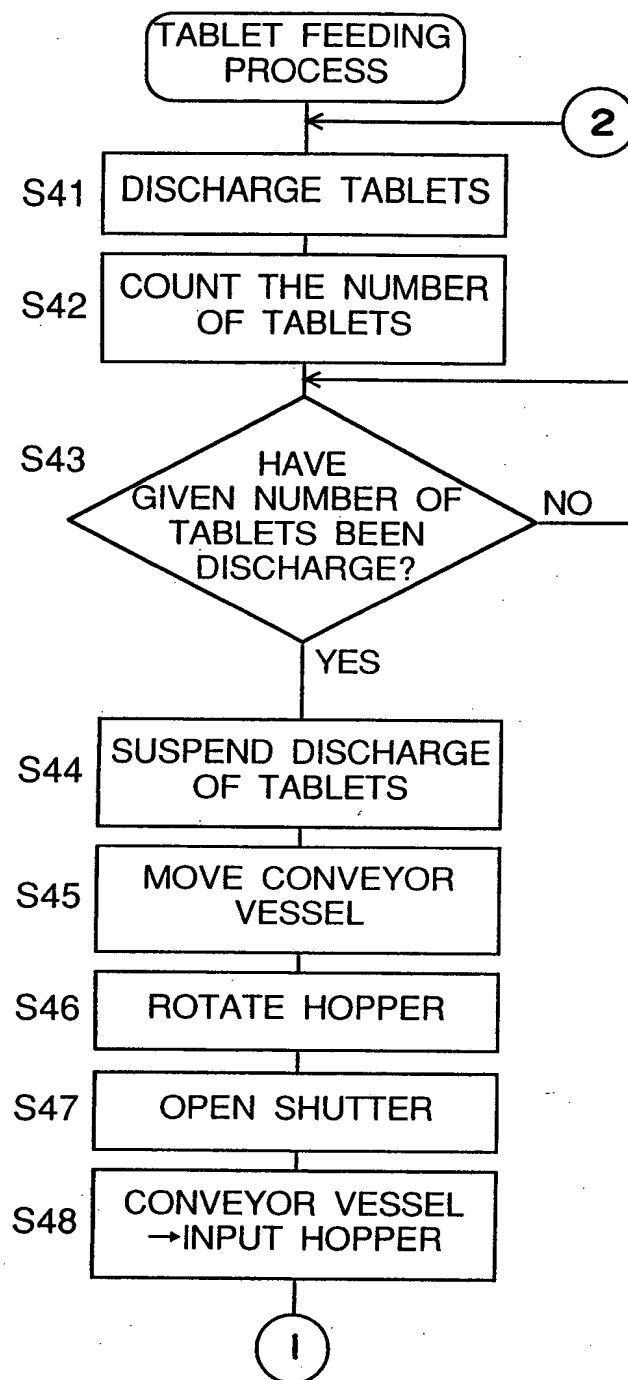 TABLET FEEDING
PROCESS
2
S41
DISCHARGE TABLETS
S42
COUNT THE NUMBER
OF TABLETS
S43
HAVE
GIVEN NUMBER OF
TABLETS BEEN
DISCHARGE?
NO
YES
S44
SUSPEND DISCHARGE
OF TABLETS
S45
MOVE CONVEYOR
VESSEL
S46
ROTATE HOPPER
S47
OPEN SHUTTER
S48
CONVEYOR VESSEL
→INPUT HOPPER
1